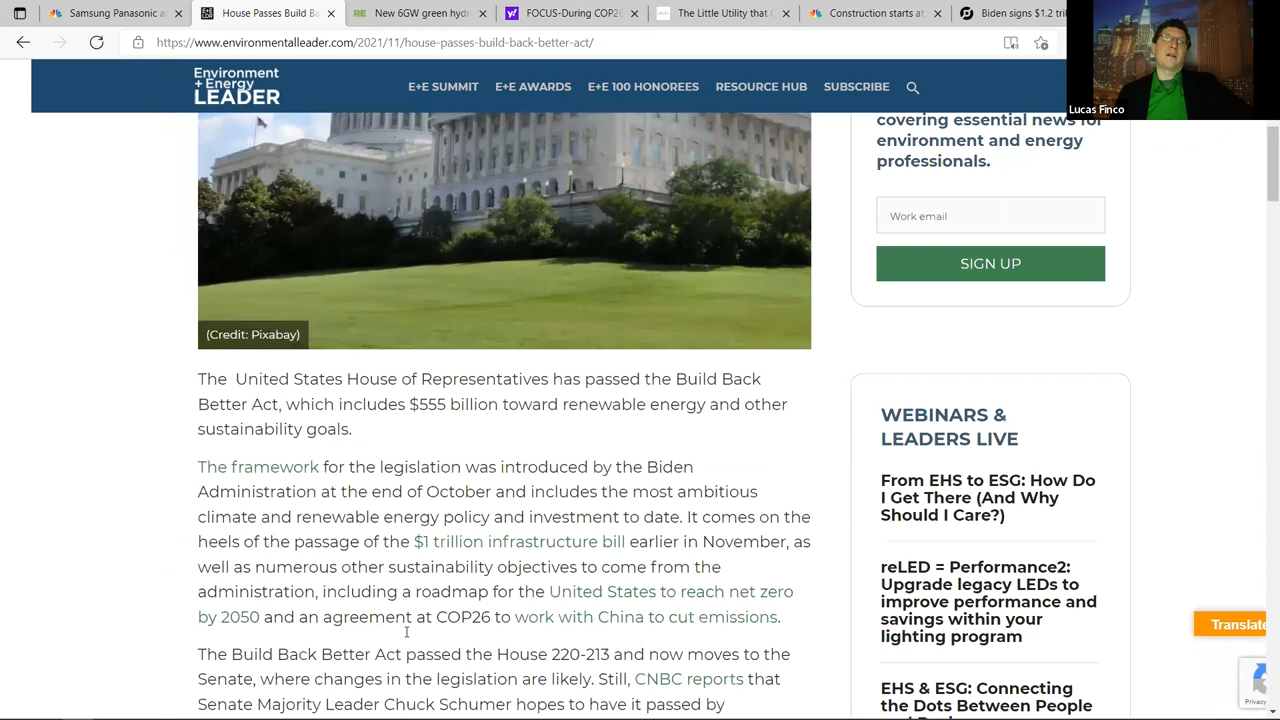 Samsung Panasonic a
House Passes Build Ba
New 6GW green hydr
FOCUS-During COP26
The Little Utility that C
Construction starts at
Biden signs $1.2 tri
https://www.environmentalleader.com/2021/11/house-passes-build-back-better-act/
Lucas Finco
Environment
+ Energy
LEADER
E+E SUMMIT
E+E AWARDS
E+E 100 HONOREES
RESOURCE HUB
SUBSCRIBE
(Credit: Pixabay)
The United States House of Representatives has passed the Build Back
Better Act, which includes $555 billion toward renewable energy and other
sustainability goals.
The framework for the legislation was introduced by the Biden
Administration at the end of October and includes the most ambitious
climate and renewable energy policy and investment to date. It comes on the
heels of the passage of the $1 trillion infrastructure bill earlier in November, as
well as numerous other sustainability objectives to come from the
administration, including a roadmap for the United States to reach net zero
by 2050 and an agreement at COP26 to work with China to cut emissions.
The Build Back Better Act passed the House 220-213 and now moves to the
Senate, where changes in the legislation are likely. Still, CNBC reports that
Senate Majority Leader Chuck Schumer hopes to have it passed by
covering essential news for
environment and energy
professionals.
Work email
SIGN UP
WEBINARS &
LEADERS LIVE
From EHS to ESG: How Do
I Get There (And Why
Should I Care?)
reLED = Performance2:
Upgrade legacy LEDs to
improve performance and
savings within your
lighting program
EHS & ESG: Connecting
the Dots Between People
Translate
Privacy